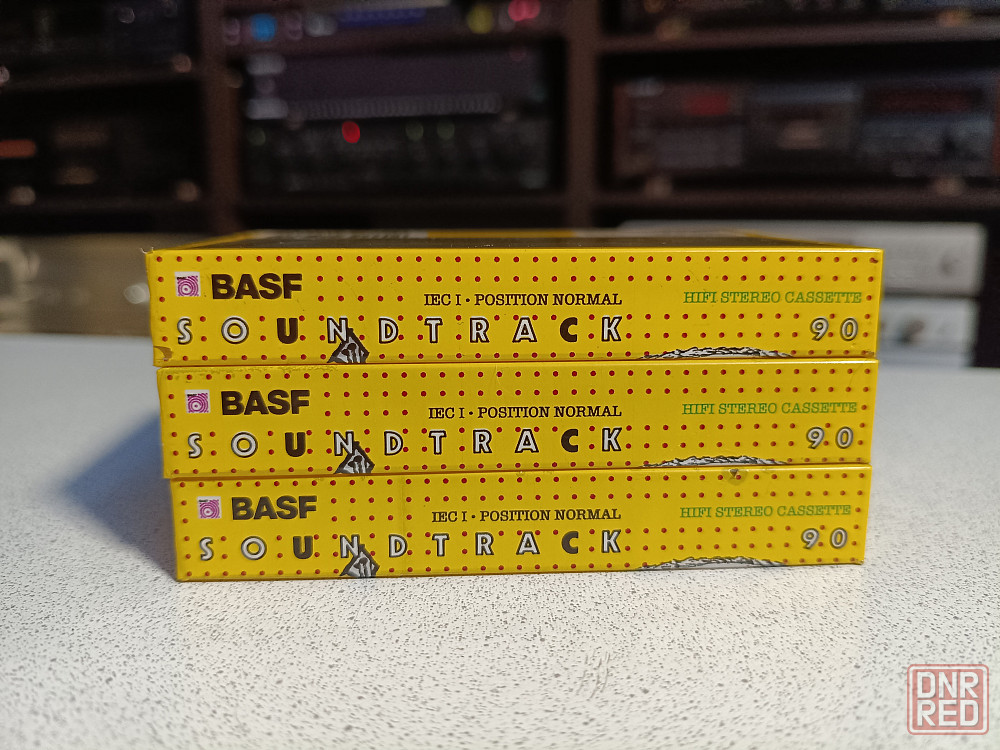 BASF
IEC I · POSITION NORMAL
HIFI STEREO CASSETTE
SOUNDTRACK
90
BASF
IEC I · POSITION NORMAL
HIFI STEREO CASSETTE
SOUNDTRACK
90
BASF
IEC I · POSITION NORMAL
HIFI STEREO CASSETTE
SOUNDTRACK
90
DNR
RED